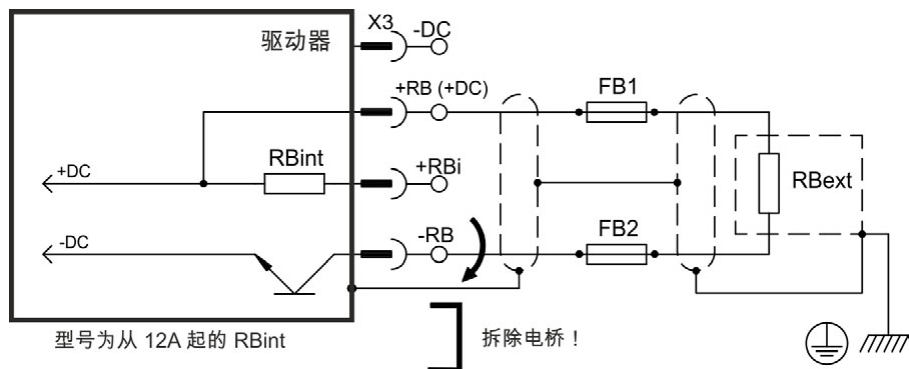 驱动器
X3
-DC
+RB (+DC)
FB1
RBint
+RBi
+DC
RBext
-RB
FB2
-DC
型号为从 12A 起的 RBint
拆除电桥！